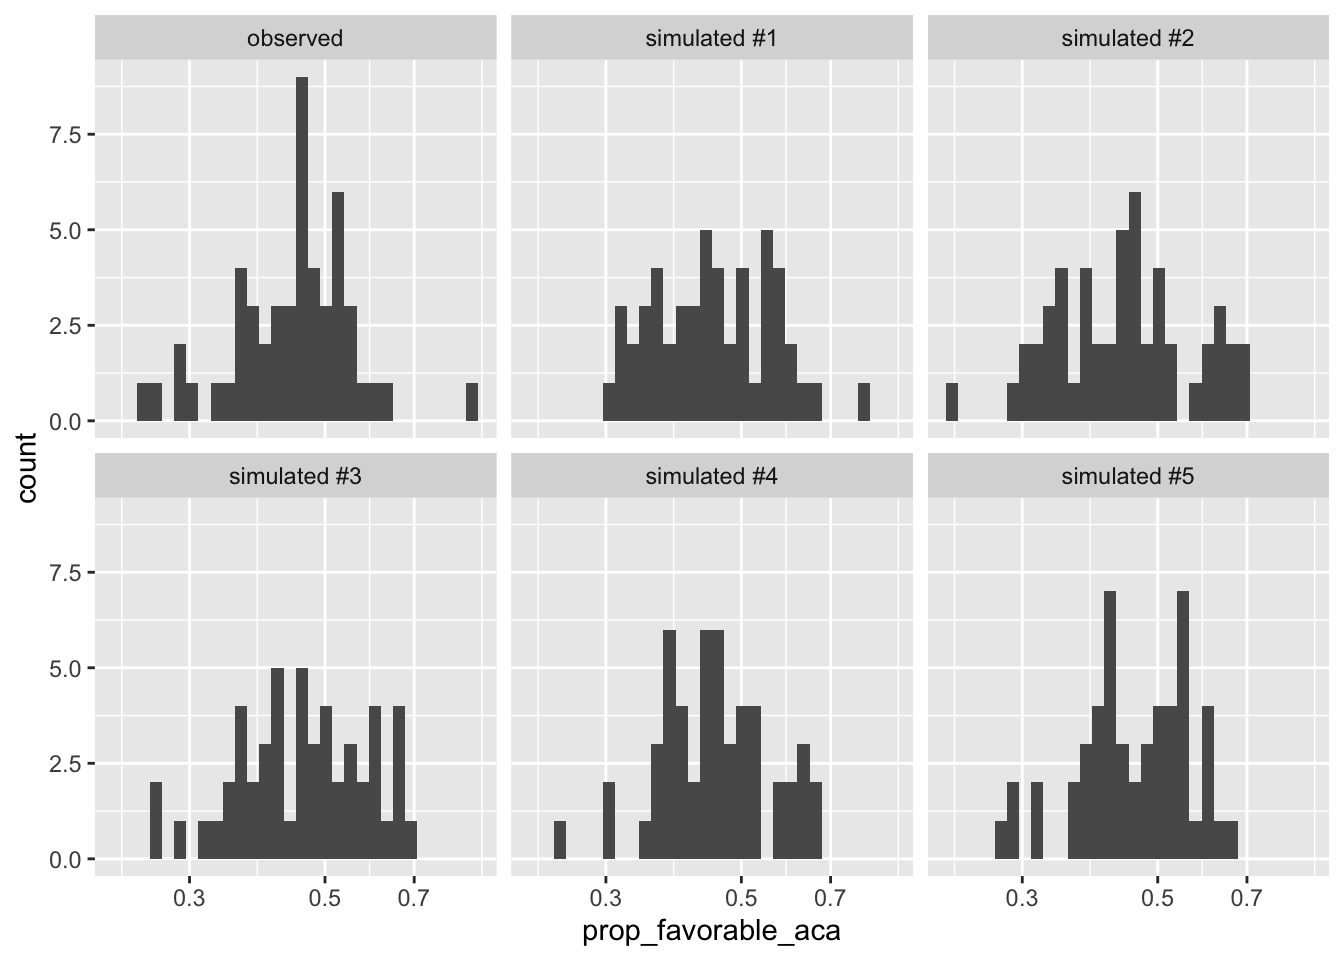 observed
simulated #1
simulated #2
7.5
5.0
2.5
0.0
count
simulated #3
simulated #4
simulated #5
7.5
5.0
2.5
0.0
0.3 0.5 0.7
0.3 0.5 0.7
0.3 0.5 0.7
prop_favorable_aca